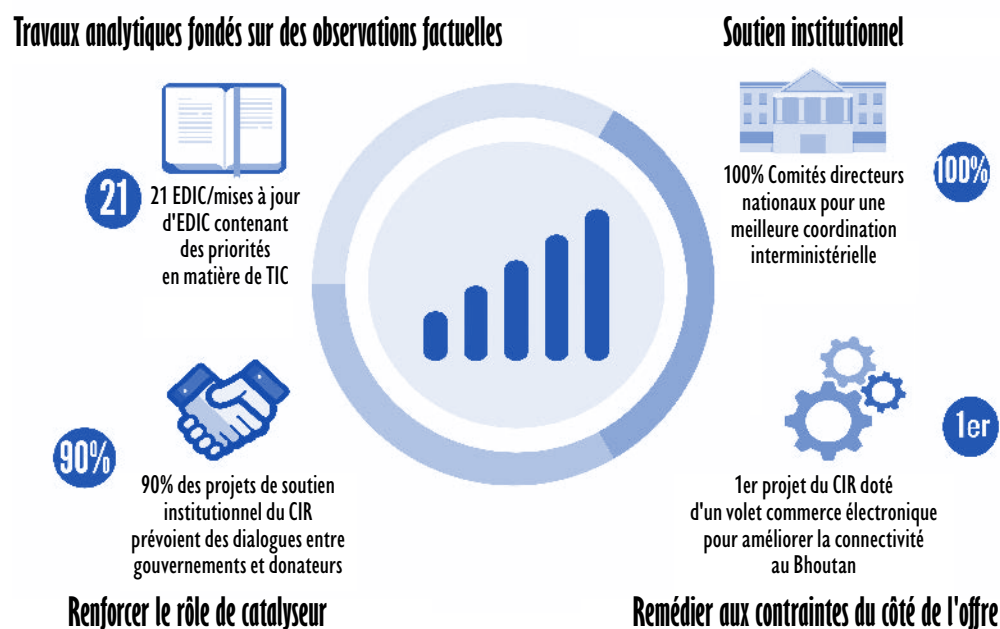 Travaux analytiques fondés sur des observations factuelles
21
21 EDIC/mises à jour
d'EDIC contenant
des priorités
en matière de TIC
Soutien institutionnel
100%
100% Comités directeurs
nationaux pour une
meilleure coordination
interministérielle
90%
90% des projets de soutien
institutionnel du CIR
prévoient des dialogues entre
gouvernements et donateurs
Renforcer le rôle de catalyseur
1er
1er projet du CIR doté
d'un volet commerce électronique
pour améliorer la connectivité
au Bhoutan
Remédier aux contraintes du côté de l'offre